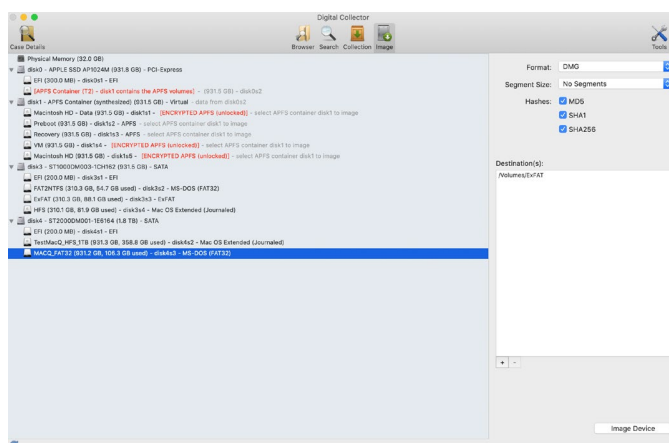 Digital Collector
Case Details
Browser Search Collection Image
Tools
Physical Memory (32.0 GB)
disk0 - APPLE SSD AP1024M (931.8 GB) - PCI-Express
EFI (300.0 MB) - disk0s1 - EFI
[APFS Container (T2) - disk1 contains the APFS volumes] - (931.5 GB) - disk0s2
disk1 - APFS Container (synthesized) (931.5 GB) - Virtual - data from disk0s2
Macintosh HD - Data (931.5 GB) - disk1s1 - [ENCRYPTED APFS (unlocked)] - select APFS container disk1 to image
Preboot (931.5 GB) - disk1s2 - APFS - select APFS container disk1 to image
Recovery (931.5 GB) - disk1s3 - APFS - select APFS container disk1 to image
VM (931.5 GB) - disk1s4 - [ENCRYPTED APFS (unlocked)] - select APFS container disk1 to image
Macintosh HD (931.5 GB) - disk1s5 - [ENCRYPTED APFS (unlocked)] - select APFS container disk1 to image
disk3 - ST1000DM003-1CH162 (931.5 GB) - SATA
EFI (200.0 MB) - disk3s1 - EFI
FAT2NTFS (310.3 GB, 54.7 GB used) - disk3s2 - MS-DOS (FAT32)
ExFAT (310.3 GB, 88.1 GB used) - disk3s3 - ExFAT
HFS (310.1 GB, 81.9 GB used) - disk3s4 - Mac OS Extended (Journaled)
disk4 - ST2000DM001-1E6164 (1.8 TB) - SATA
EFI (200.0 MB) - disk4s1 - EFI
TestMacQ_HFS_1TB (931.3 GB, 358.8 GB used) - disk4s2 - Mac OS Extended (Journaled)
MACQ_FAT32 (931.2 GB, 106.3 GB used) - disk4s3 - MS-DOS (FAT32)
Format: DMG
Segment Size: No Segments
Hashes: MD5
SHA1
SHA256
Destination(s):
/Volumes/ExFAT
+ -
Image Device